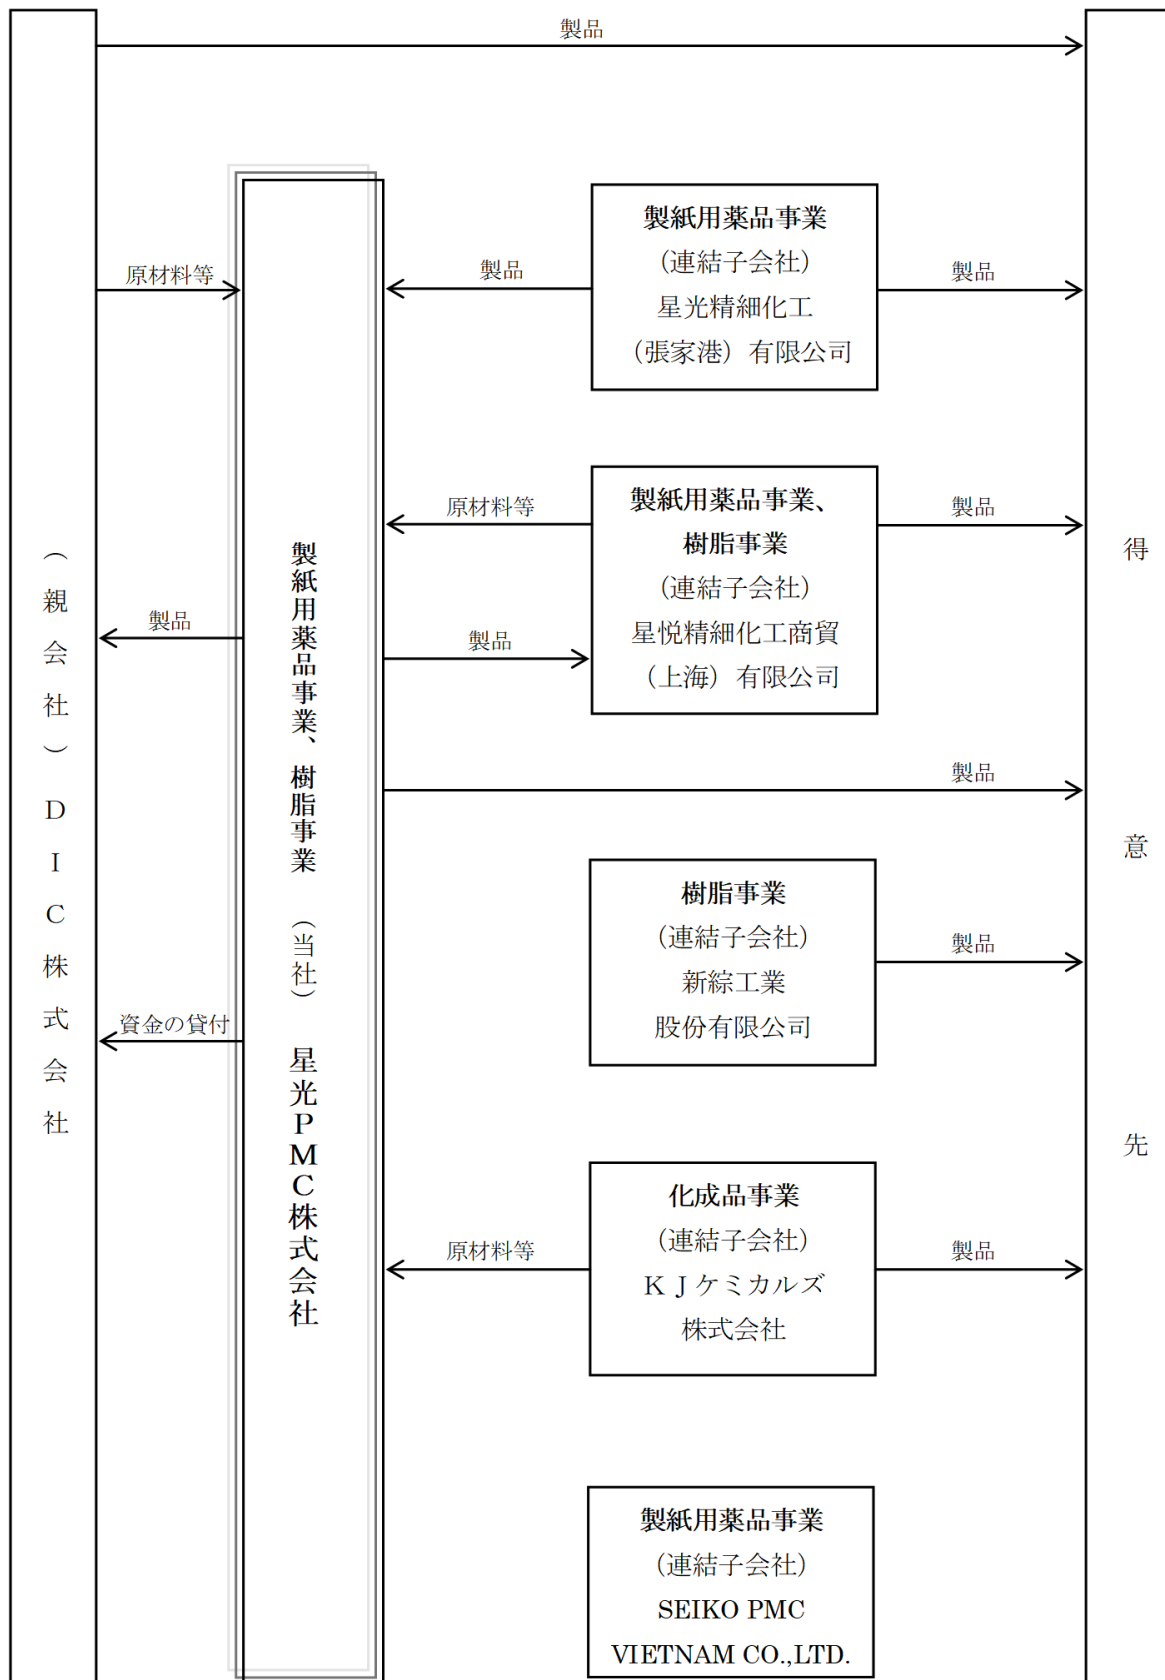 製品
製紙用薬品事業
（連結子会社）
星光精細化工
（張家港）有限公司
原材料等
製品
製品
製紙用薬品事業、
樹脂事業
（連結子会社）
星悦精細化工商貿
（上海）有限公司
原材料等
製品
製品
製品
製品
樹脂事業
（連結子会社）
新綜工業
股份有限公司
製品
資金の貸付
化成品事業
（連結子会社）
ＫＪケミカルズ
株式会社
原材料等
製品
製紙用薬品事業
（連結子会社）
SEIKO PMC
VIETNAM CO.,LTD.
（親会社）ＤＩＣ株式会社
製紙用薬品事業、樹脂事業　（当社）　星光ＰＭＣ株式会社
得意先